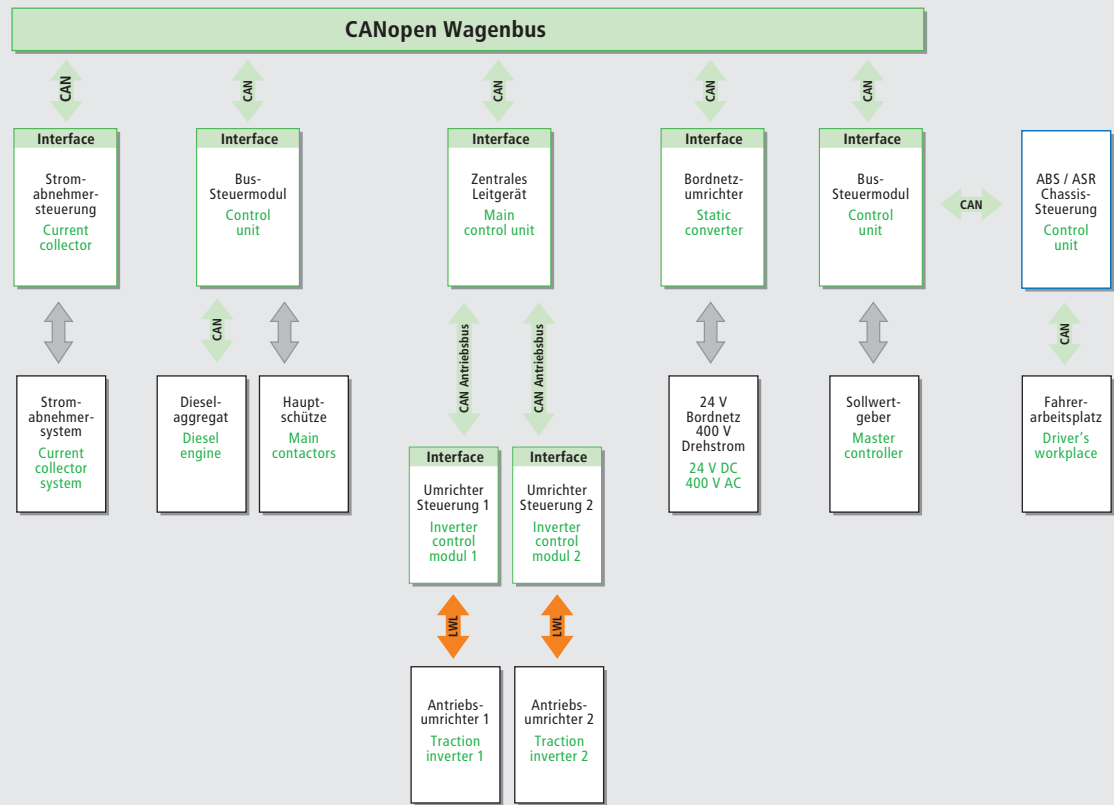 CANopen Wagenbus
CAN
CAN
CAN
CAN
CAN
Interface
Strom-
abnehmer-
steuerung
Current
collector
Interface
Bus-
Steuermodul
Control
unit
Interface
Zentrales
Leitgerät
Main
control unit
Interface
Bordnetz-
umrichter
Static
converter
Interface
Bus-
Steuermodul
Control
unit
CAN
ABS / ASR
Chassis-
Steuerung
Control
unit
CAN
CAN Antriebsbus
CAN Antriebsbus
CAN
Strom-
abnehmer-
system
Current
collector
system
Diesel-
aggregat
Diesel
engine
Haupt-
schütze
Main
contactors
Interface
Umrichter
Steuerung 1
Inverter
control
modul 1
Interface
Umrichter
Steuerung 2
Inverter
control
modul 2
24 V
Bordnetz
400 V
Drehstrom
24 V DC
400 V AC
Sollwert-
geber
Master
controller
Fahrer-
arbeitsplatz
Driver's
workplace
LWL
LWL
Antriebs-
umrichter 1
Traction
inverter 1
Antriebs-
umrichter 2
Traction
inverter 2